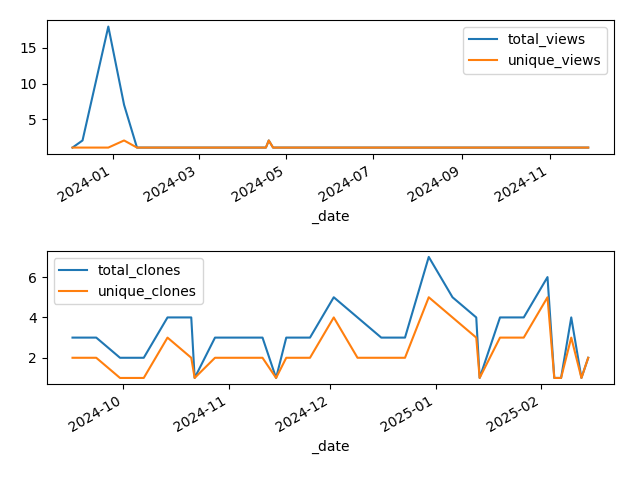 total_views
unique_views
15
10
5
2024-01
2024-03
2024-05
2024-07
2024-09
2024-11
_date
total_clones
unique_clones
6
4
2
2024-10
2024-11
2024-12
2025-01
2025-02
_date